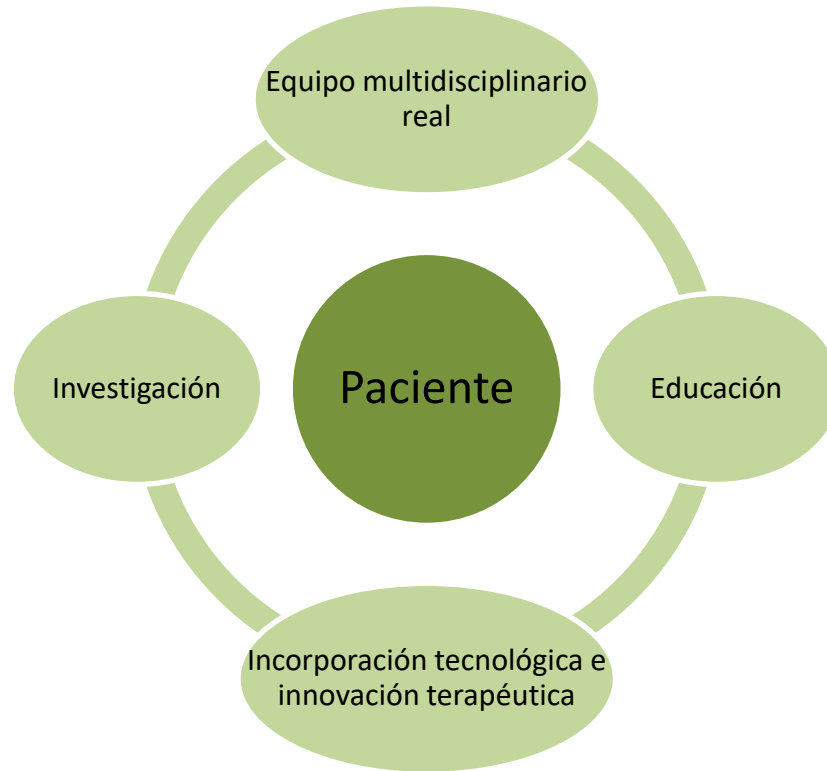 Equipo multidisciplinario
real
Investigación
Paciente
Educación
Incorporación tecnológica e
innovación terapéutica